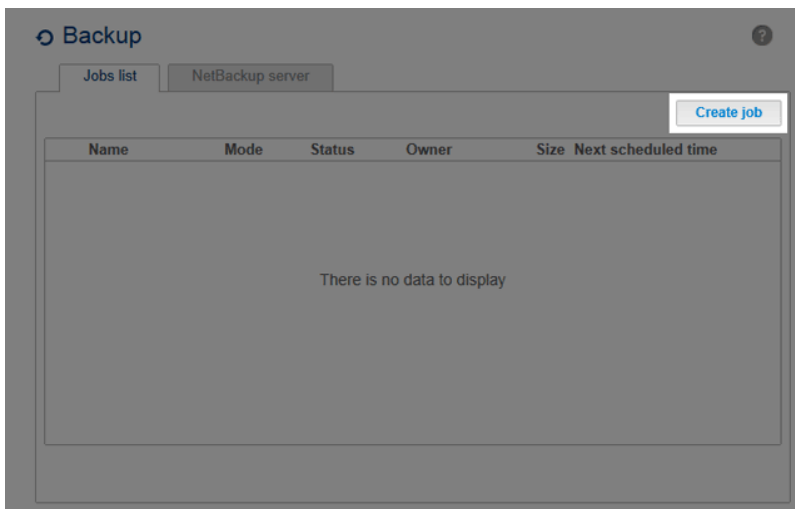 Backup
?
Jobs list NetBackup server
Create job
Name Mode Status Owner Size Next scheduled time
There is no data to display